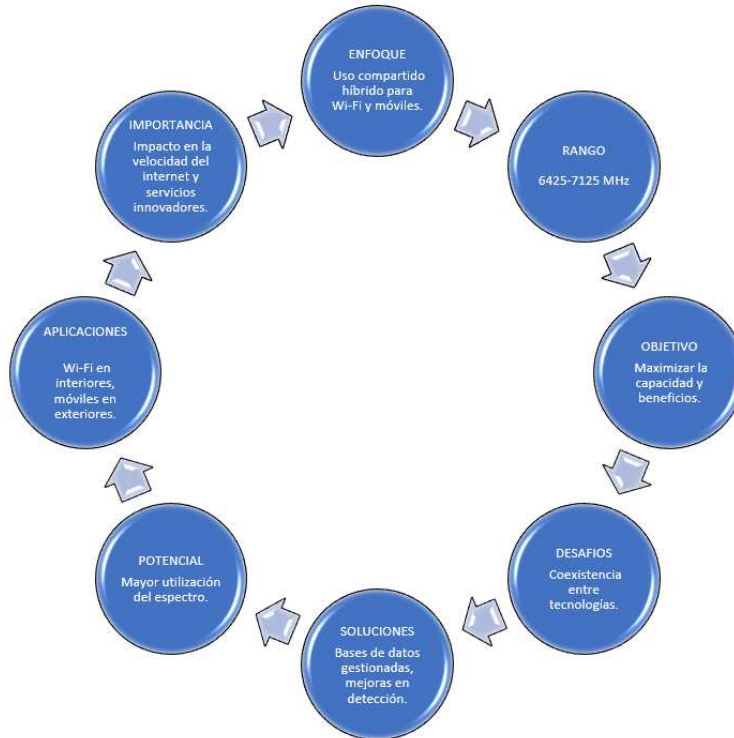 ENFOQUE
Uso compartido
híbrido para
Wi-Fi y móviles.
RANGO
6425-7125 MHz
OBJETIVO
Maximizar la
capacidad y
beneficios.
DESAFIOS
Coexistencia
entre
tecnologías.
SOLUCIONES
Bases de datos
gestionadas,
mejoras en
detección.
POTENCIAL
Mayor utilización
del espectro.
APLICACIONES
Wi-Fi en
interiores,
móviles en
exteriores.
IMPORTANCIA
Impacto en la
velocidad del
internet y
servicios
innovadores.